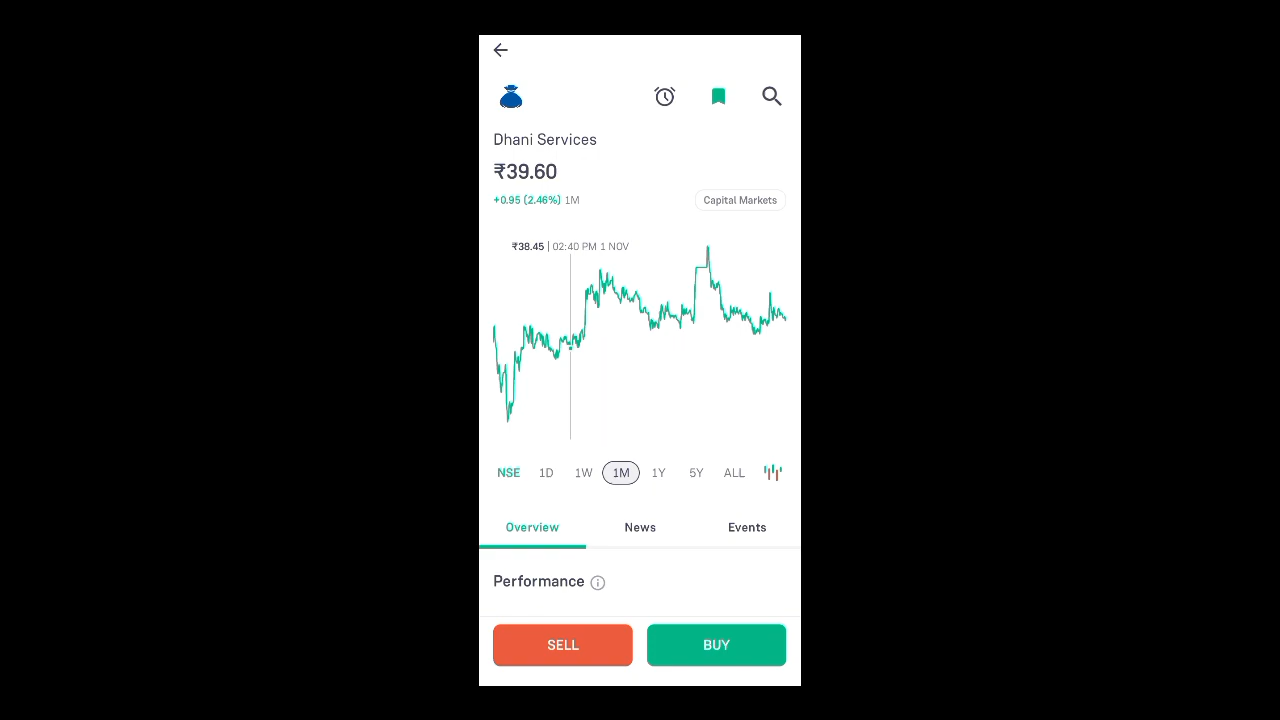 Dhani Services
₹39.60
+0.95 (2.46%) 1M
Capital Markets
₹38.45 | 02:40 PM 1 NOV
NSE 1D 1W 1M 1Y 5Y ALL
Overview News Events
Performance
SELL BUY